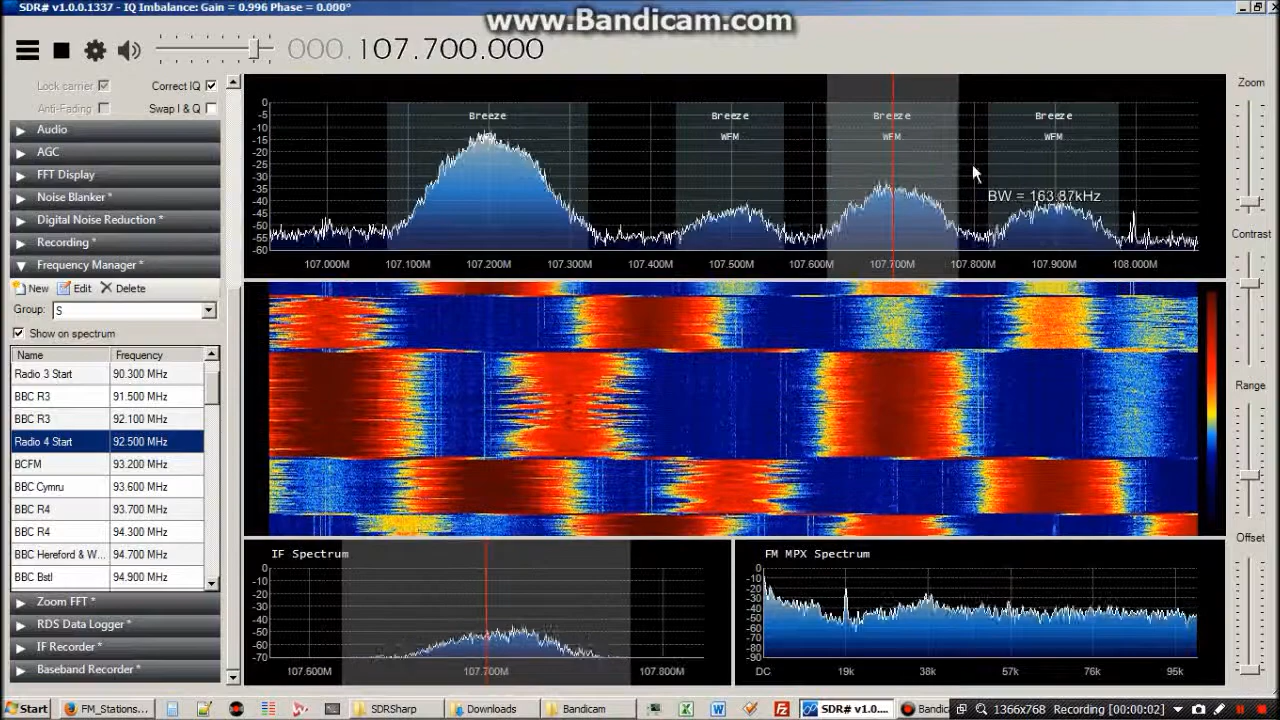 SDR# v1.0.0.1337 - IQ Imbalance: Gain = 0.996 Phase = 0.000°
www.Bandicam.com
000.107.700.000
Lock carrier
Correct IQ
Anti-Fading
Swap I & Q
Audio
AGC
FFT Display
Noise Blanker *
Digital Noise Reduction *
Recording *
Frequency Manager *
New Edit Delete
Group: S
Show on spectrum
Name Frequency
Radio 3 Start 90.300 MHz
BBC R3 91.500 MHz
BBC R3 92.100 MHz
Radio 4 Start 92.500 MHz
BCFM 93.200 MHz
BBC Cymru 93.600 MHz
BBC R4 93.700 MHz
BBC R4 94.300 MHz
BBC Hereford & W... 94.700 MHz
BBC Bstl 94.900 MHz
Zoom FFT *
RDS Data Logger *
IF Recorder *
Baseband Recorder *
0
-5
-10
-15
-20
-25
-30
-35
-40
-45
-50
-55
-60
Breeze Breeze Breeze Breeze
WFM WFM WFM WFM
BW = 163.87kHz
107.000M 107.100M 107.200M 107.300M 107.400M 107.500M 107.600M 107.700M 107.800M 107.900M 108.000M
Zoom
Contrast
Range
Offset
IF Spectrum
0
-10
-20
-30
-40
-50
-60
-70
107.600M 107.700M 107.800M
FM MPX Spectrum
0
-10
-20
-30
-40
-50
-60
-70
-80
-90
DC 19k 38k 57k 76k 95k
Start FM_Stations... SDRSharp Downloads Bandicam SDR# v1.0.... Bandic 1366x768 Recording [00:00:02]